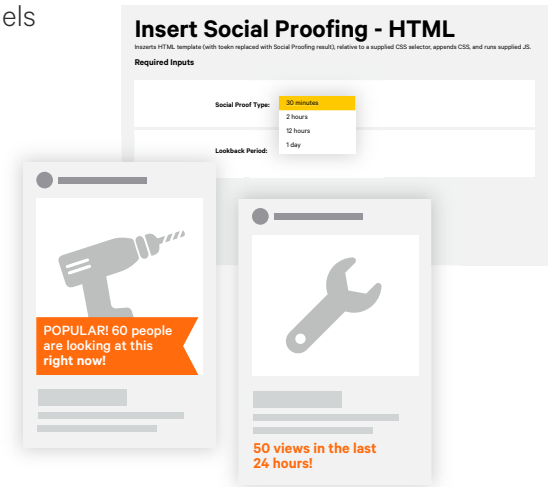 els
Insert Social Proofing - HTML
Inszerts HTML template (with toekn replaced with Social Proofing result), relative to a supplied CSS selector, appends CSS, and runs supplied JS.
Required Inputs
Social Proof Type:
30 minutes
2 hours
12 hours
1 day
Lookback Period:
POPULAR! 60 people
are looking at this
right now!
50 views in the last
24 hours!